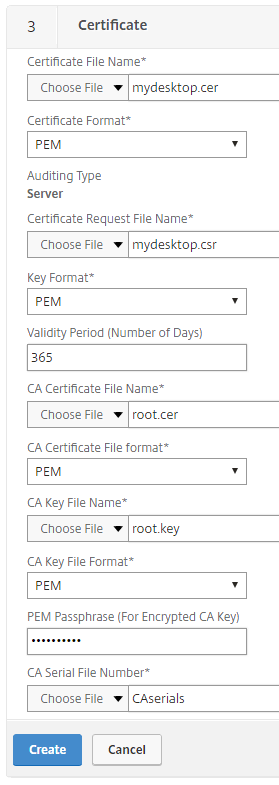 3 Certificate
Certificate File Name*
Choose File mydesktop.cer
Certificate Format*
PEM
Auditing Type
Server
Certificate Request File Name*
Choose File mydesktop.csr
Key Format*
PEM
Validity Period (Number of Days)
365
CA Certificate File Name*
Choose File root.cer
CA Certificate File format*
PEM
CA Key File Name*
Choose File root.key
CA Key File Format*
PEM
PEM Passphrase (For Encrypted CA Key)
••••••••••
CA Serial File Number*
Choose File CAserials
Create Cancel